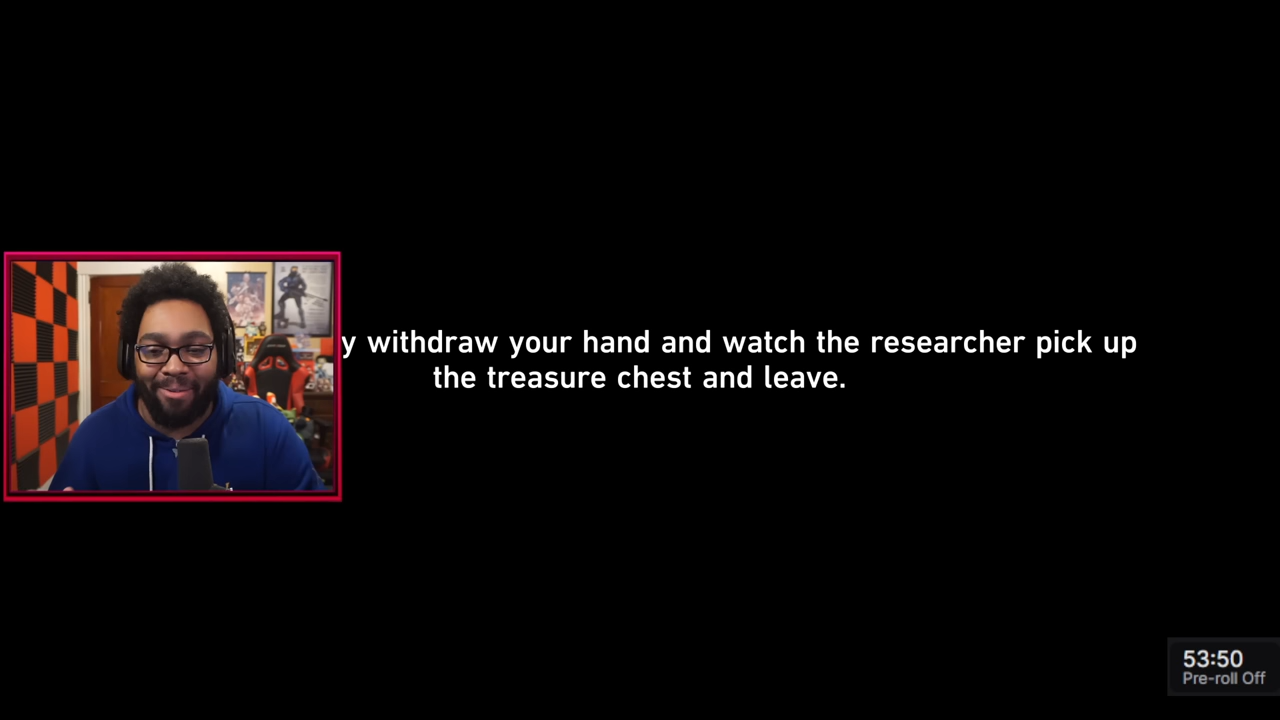 y withdraw your hand and watch the researcher pick up
the treasure chest and leave.
53:50
Pre-roll Off